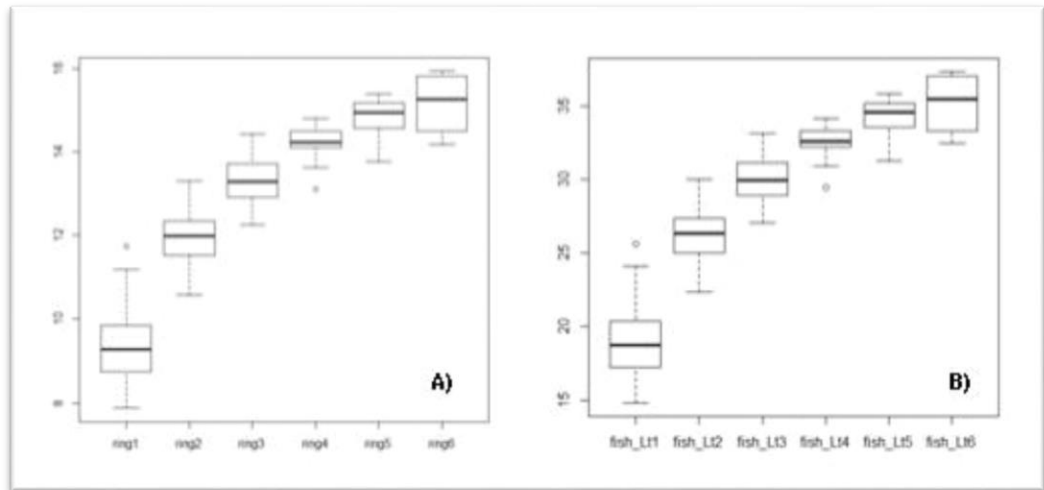 16
14
12
10
8
ring1 ring2 ring3 ring4 ring5 ring6
A)
35
30
25
20
15
fish_Lt1 fish_Lt2 fish_Lt3 fish_Lt4 fish_Lt5 fish_Lt6
B)